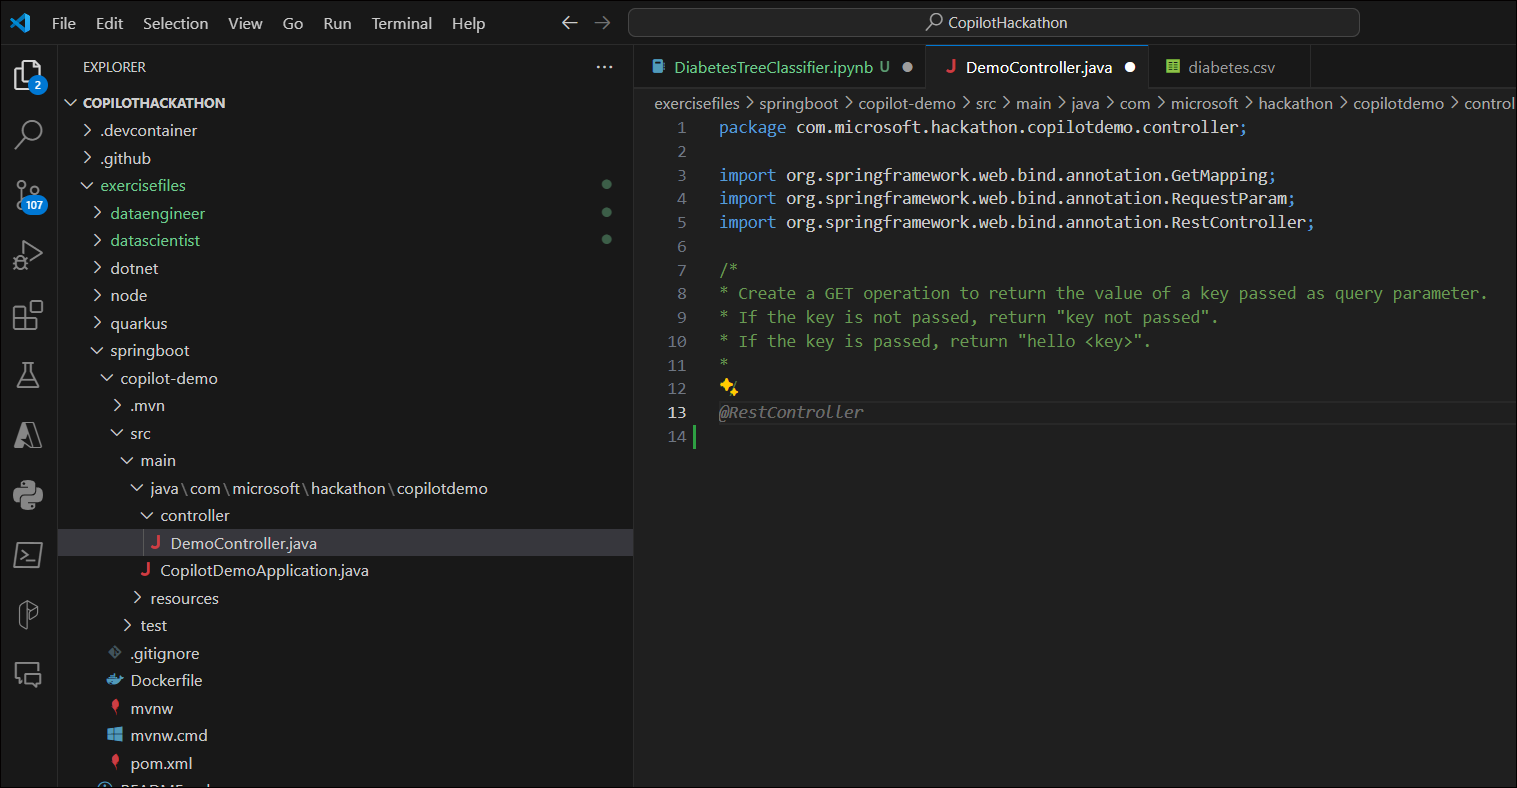 File Edit Selection View Go Run Terminal Help ← → CopilotHackathon
2
107
EXPLORER ...
COPILOTHACKATHON
> .devcontainer
> .github
exercisefiles
> dataengineer
> datascientist
> dotnet
> node
> quarkus
springboot
copilot-demo
> .mvn
src
main
java\com\microsoft\hackathon\copilotdemo
controller
J DemoController.java
J CopilotDemoApplication.java
> resources
> test
.gitignore
Dockerfile
mvnw
mvnw.cmd
pom.xml
DiabetesTreeClassifier.ipynb U ● J DemoController.java ● diabetes.csv
exercisefiles > springboot > copilot-demo > src > main > java > com > microsoft > hackathon > copilotdemo > control
1 package com.microsoft.hackathon.copilotdemo.controller;
2
3 import org.springframework.web.bind.annotation.GetMapping;
4 import org.springframework.web.bind.annotation.RequestParam;
5 import org.springframework.web.bind.annotation.RestController;
6
7 /*
8 * Create a GET operation to return the value of a key passed as query parameter.
9 * If the key is not passed, return "key not passed".
10 * If the key is passed, return "hello <key>".
11 *
12 /
13 @RestController
14